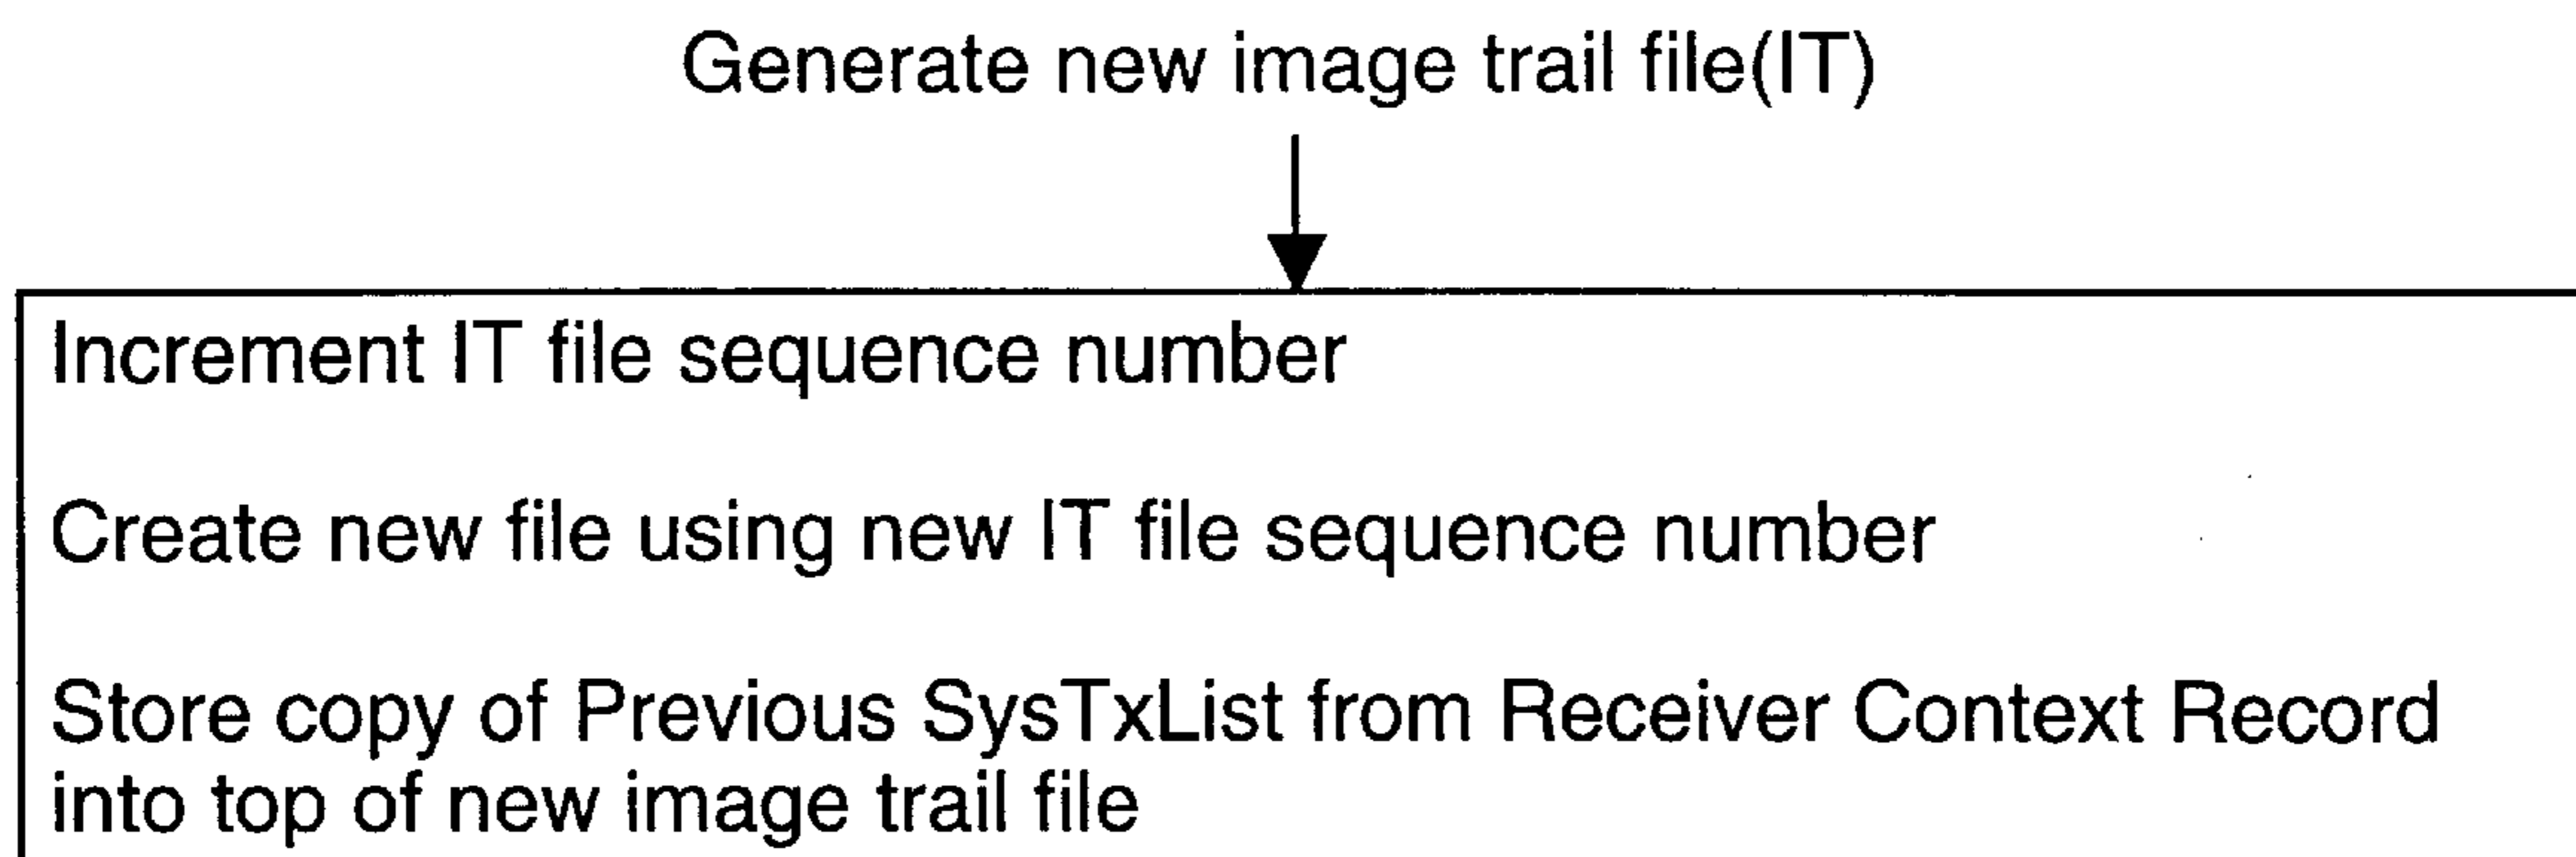 Generate new image trail file(IT)
Increment IT file sequence number
Create new file using new IT file sequence number
Store copy of Previous SysTxList from Receiver Context Record
into top of new image trail file